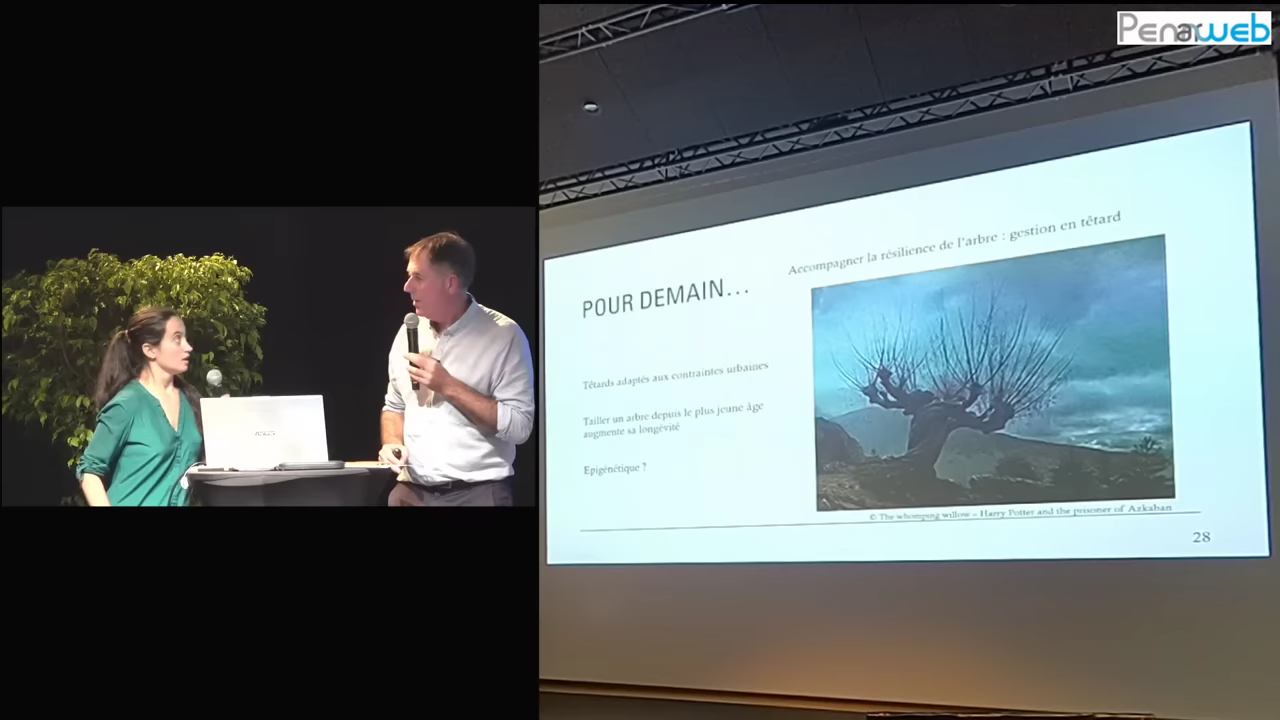 Penarweb
Accompagner la résilience de l'arbre : gestion en têtard
POUR DEMAIN...
Têtards adaptés aux contraintes urbaines
Tailler un arbre depuis le plus jeune âge
augmente sa longévité
Epigénétique ?
© The whomping willow – Harry Potter and the prisoner of Azkaban
28
ASUS